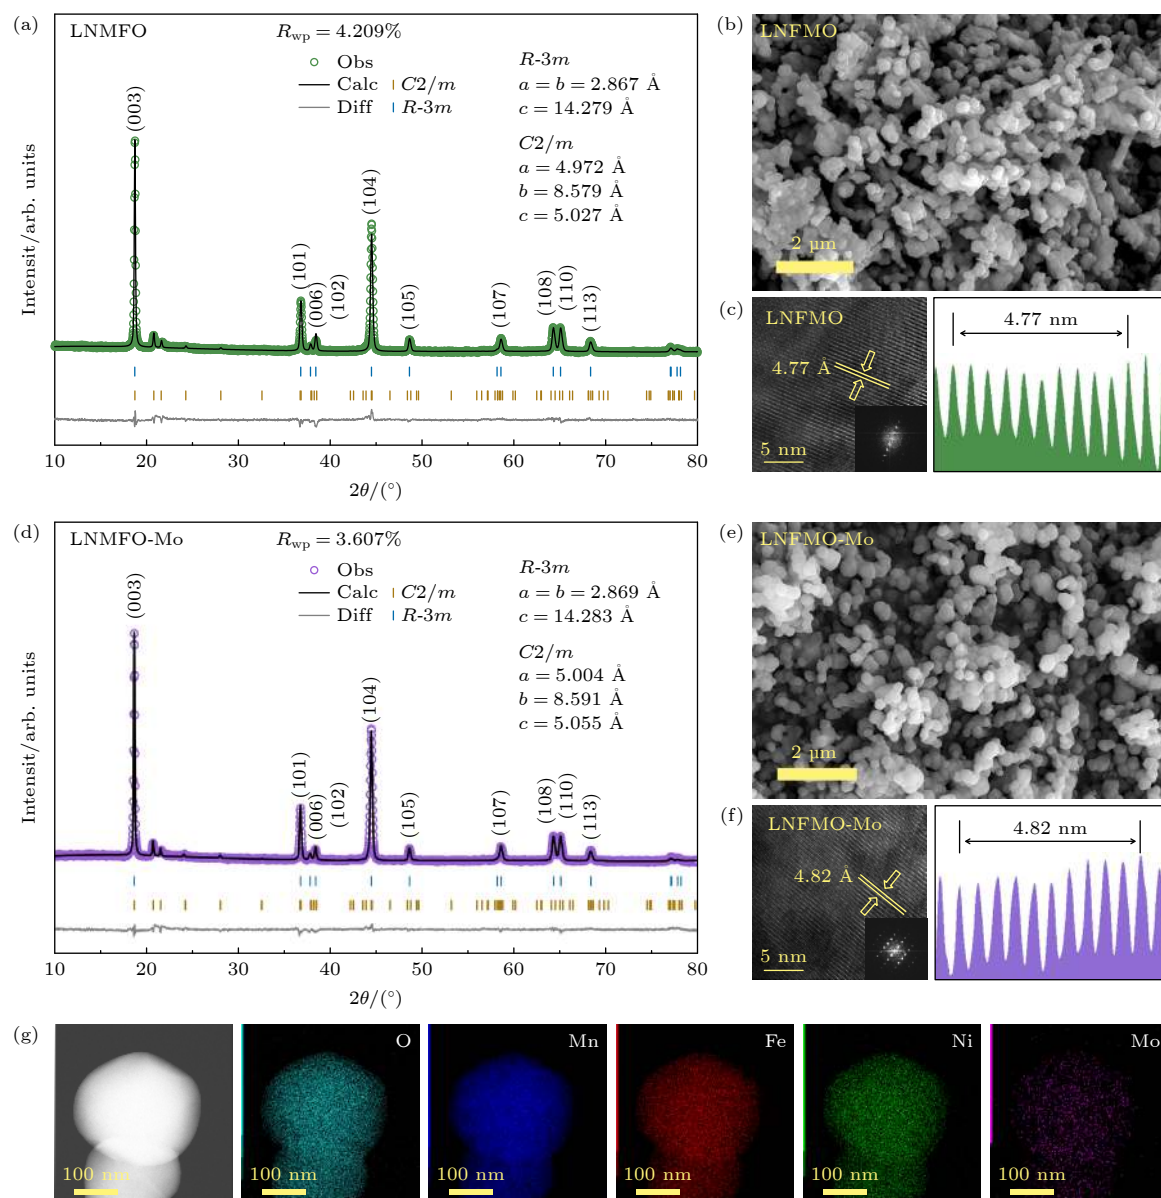 (a)
LNMFO
Rwp = 4.209%
Obs
Calc
Diff
C2/m
R-3m
R-3m
a = b = 2.867 Å
c = 14.279 Å
C2/m
a = 4.972 Å
b = 8.579 Å
c = 5.027 Å
(003)
(101)
(006)
(102)
(104)
(105)
(107)
(108)
(110)
(113)
Intensit/arb. units
10 20 30 40 50 60 70 80
2θ/(°)
(b)
LNFMO
2 µm
(c)
LNFMO
4.77 Å
5 nm
4.77 nm
(d)
LNMFO-Mo
Rwp = 3.607%
Obs
Calc
Diff
C2/m
R-3m
R-3m
a = b = 2.869 Å
c = 14.283 Å
C2/m
a = 5.004 Å
b = 8.591 Å
c = 5.055 Å
(003)
(101)
(006)
(102)
(104)
(105)
(107)
(108)
(110)
(113)
Intensit/arb. units
10 20 30 40 50 60 70 80
2θ/(°)
(e)
LNFMO-Mo
2 µm
(f)
LNFMO-Mo
4.82 Å
5 nm
4.82 nm
(g)
100 nm
O
100 nm
Mn
100 nm
Fe
100 nm
Ni
100 nm
Mo
100 nm